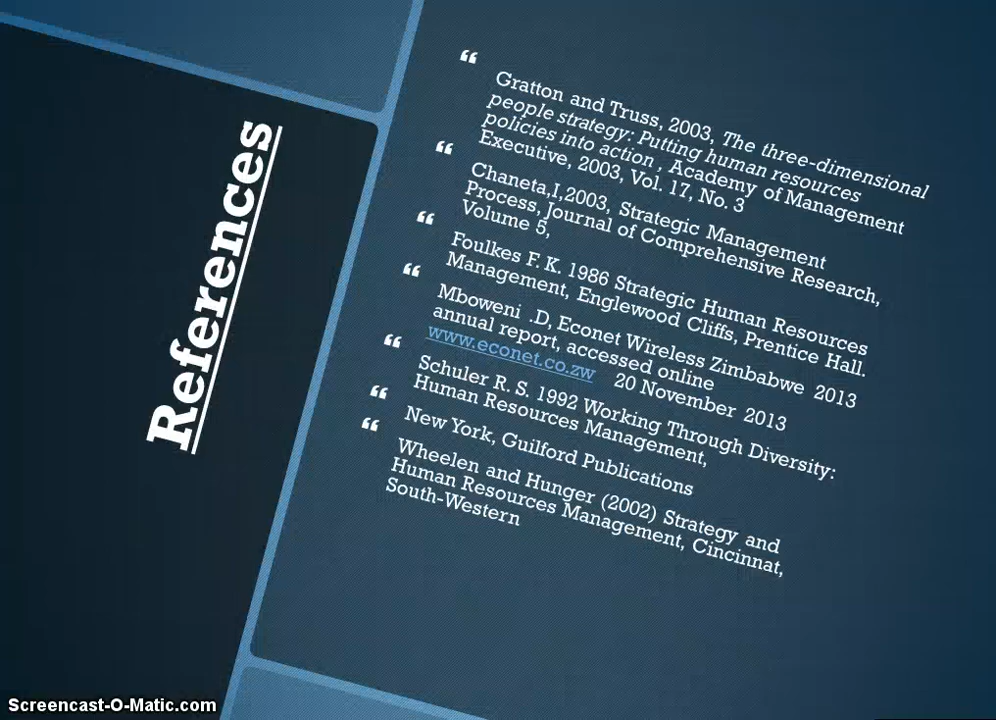 References
Gratton and Truss, 2003, The three-dimensional
people strategy: Putting human resources
policies into action , Academy of Management
Executive, 2003, Vol. 17, No. 3
Chaneta,I,2003, Strategic Management
Process, Journal of Comprehensive Research,
Volume 5,
Foulkes F. K. 1986 Strategic Human Resources
Management, Englewood Cliffs, Prentice Hall.
Mboweni .D, Econet Wireless Zimbabwe 2013
annual report, accessed online
www.econet.co.zw 20 November 2013
Schuler R. S. 1992 Working Through Diversity:
Human Resources Management,
New York, Guilford Publications
Wheelen and Hunger (2002) Strategy and
Human Resources Management, Cincinnat,
South-Western
Screencast-O-Matic.com